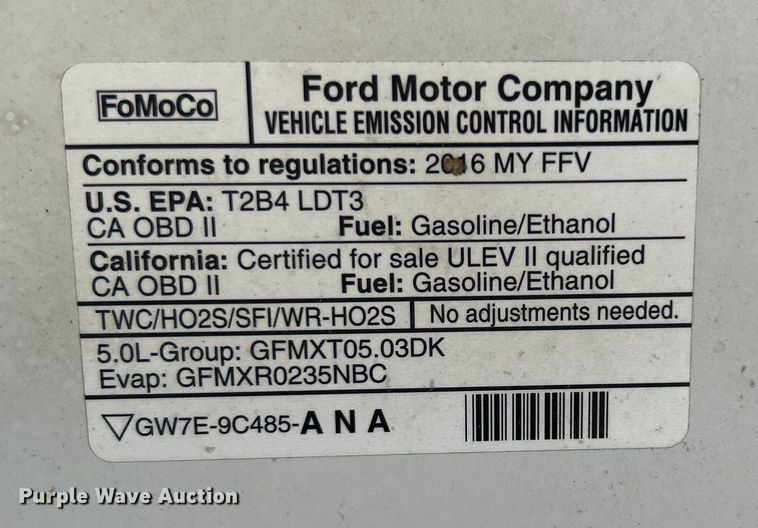 FoMoCo
Ford Motor Company
VEHICLE EMISSION CONTROL INFORMATION
Conforms to regulations: 2016 MY FFV
U.S. EPA: T2B4 LDT3
CA OBD II Fuel: Gasoline/Ethanol
California: Certified for sale ULEV II qualified
CA OBD II Fuel: Gasoline/Ethanol
TWC/HO2S/SFI/WR-HO2S No adjustments needed.
5.0L-Group: GFMXT05.03DK
Evap: GFMXR0235NBC
▽GW7E-9C485-A N A
Purple Wave Auction